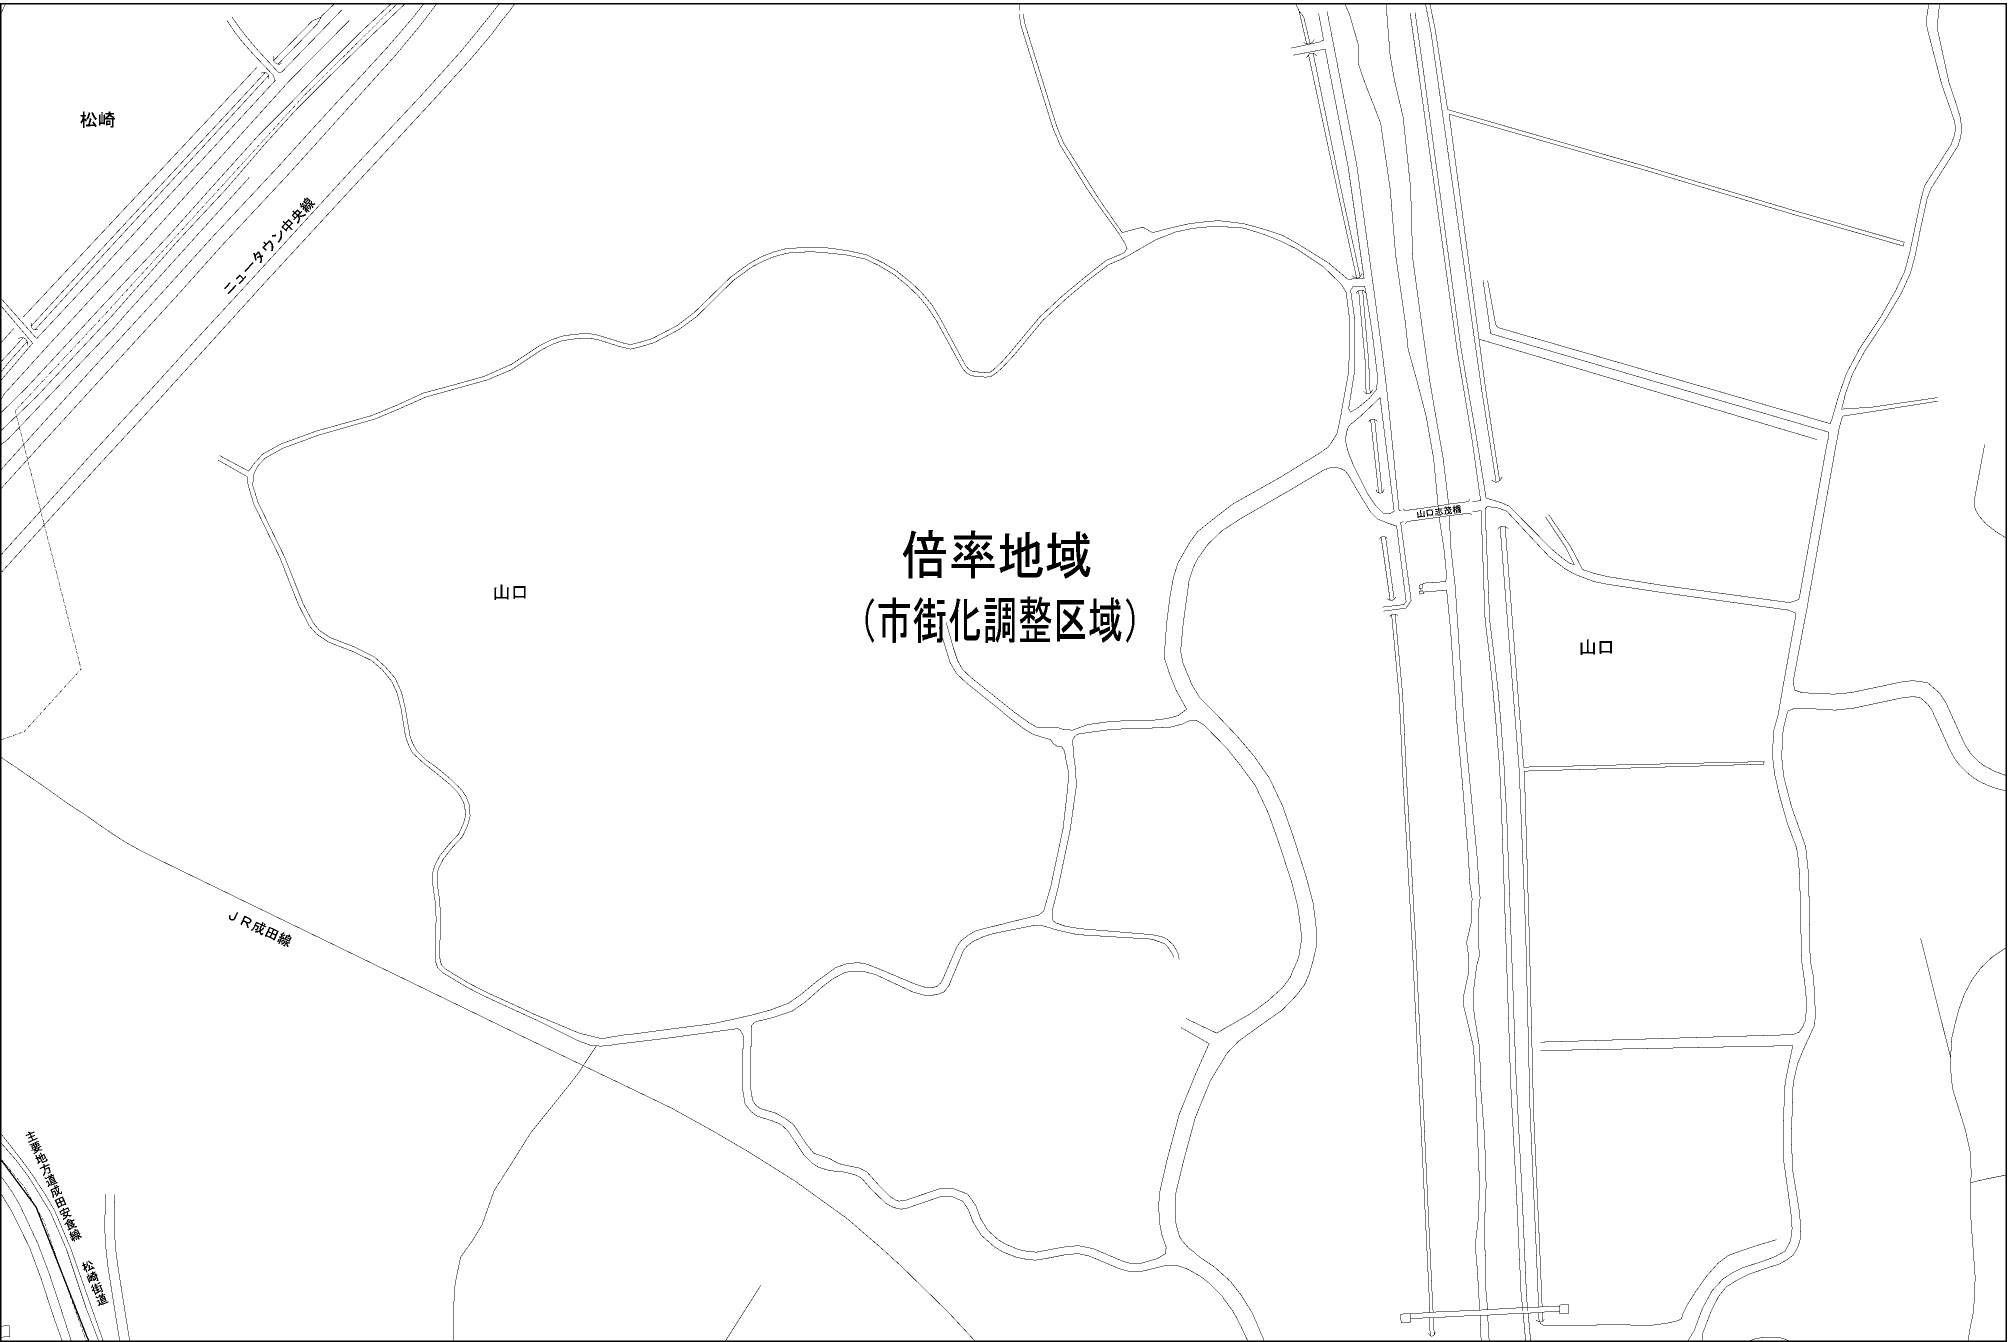 松崎
ニュータウン中央線
倍率地域
（市街化調整区域）
山口
山口志茂橋
山口
ＪＲ成田線
主要地方道成田安食線
松崎街道